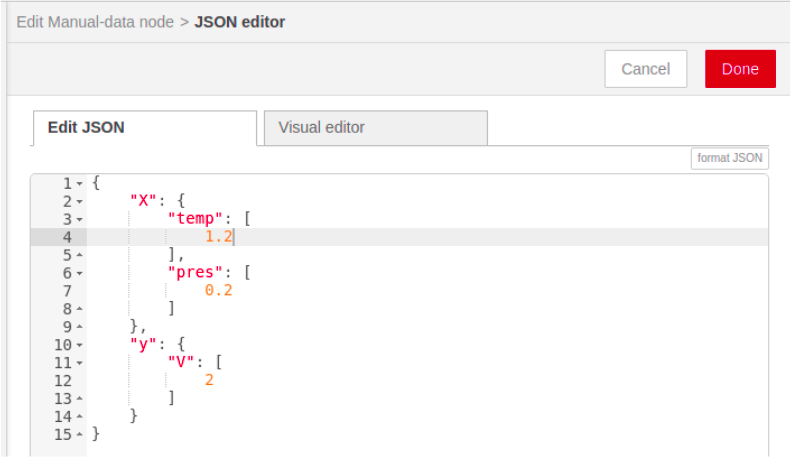 Edit Manual-data node > JSON editor
Cancel Done
Edit JSON Visual editor
format JSON
1 {
2 "X": {
3 "temp": [
4 1.2
5 ],
6 "pres": [
7 0.2
8 ]
9 },
10 "y": {
11 "V": [
12 2
13 ]
14 }
15 }